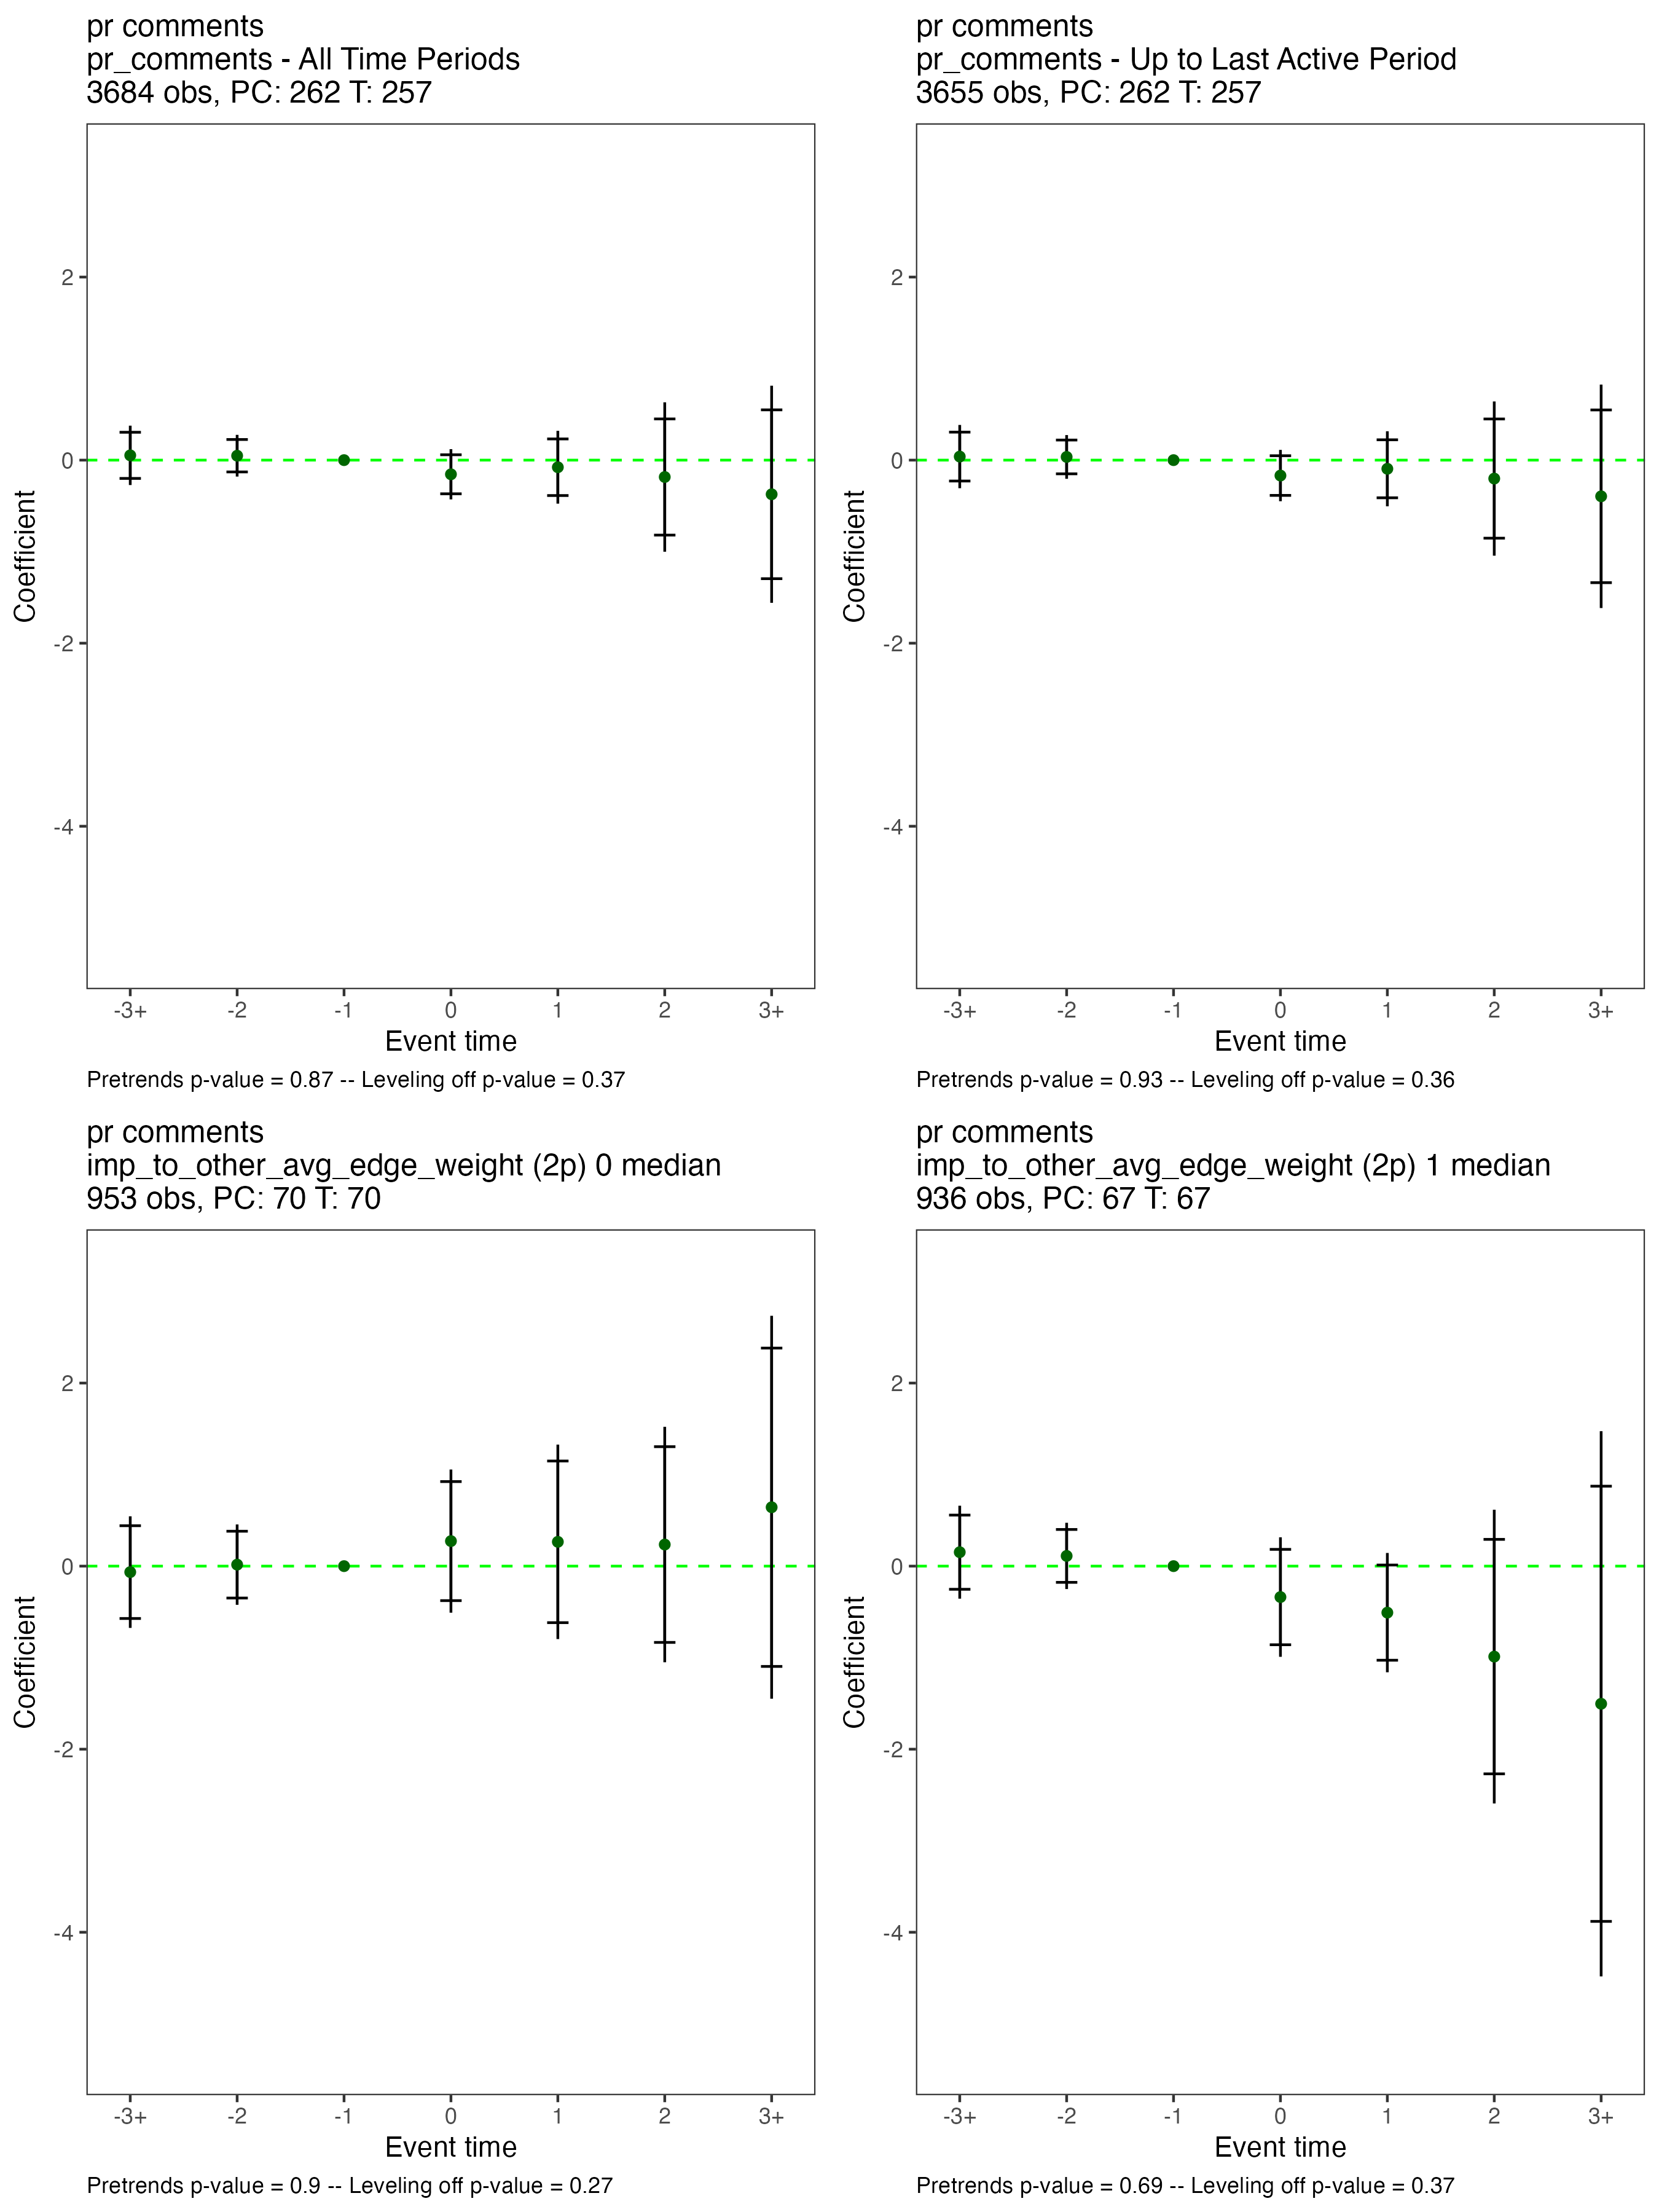 pr comments
pr_comments - All Time Periods
3684 obs, PC: 262 T: 257
2
0
-2
-4
Coefficient
-3+ -2 -1 0 1 2 3+
Event time
Pretrends p-value = 0.87 -- Leveling off p-value = 0.37
pr comments
pr_comments - Up to Last Active Period
3655 obs, PC: 262 T: 257
2
0
-2
-4
Coefficient
-3+ -2 -1 0 1 2 3+
Event time
Pretrends p-value = 0.93 -- Leveling off p-value = 0.36
pr comments
imp_to_other_avg_edge_weight (2p) 0 median
953 obs, PC: 70 T: 70
2
0
-2
-4
Coefficient
-3+ -2 -1 0 1 2 3+
Event time
Pretrends p-value = 0.9 -- Leveling off p-value = 0.27
pr comments
imp_to_other_avg_edge_weight (2p) 1 median
936 obs, PC: 67 T: 67
2
0
-2
-4
Coefficient
-3+ -2 -1 0 1 2 3+
Event time
Pretrends p-value = 0.69 -- Leveling off p-value = 0.37